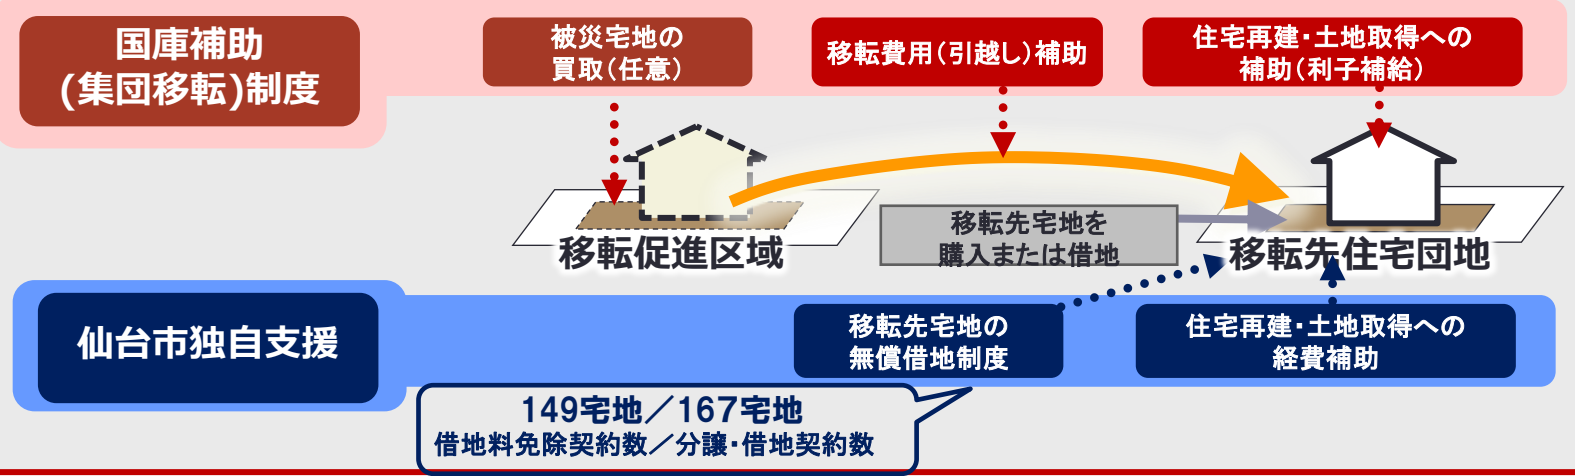 国庫補助
(集団移転)制度
被災宅地の
買取(任意)
移転費用(引越し)補助
住宅再建・土地取得への
補助(利子補給)
移転促進区域
移転先宅地を
購入または借地
移転先住宅団地
仙台市独自支援
移転先宅地の
無償借地制度
住宅再建・土地取得への
経費補助
149宅地／167宅地
借地料免除契約数／分譲・借地契約数